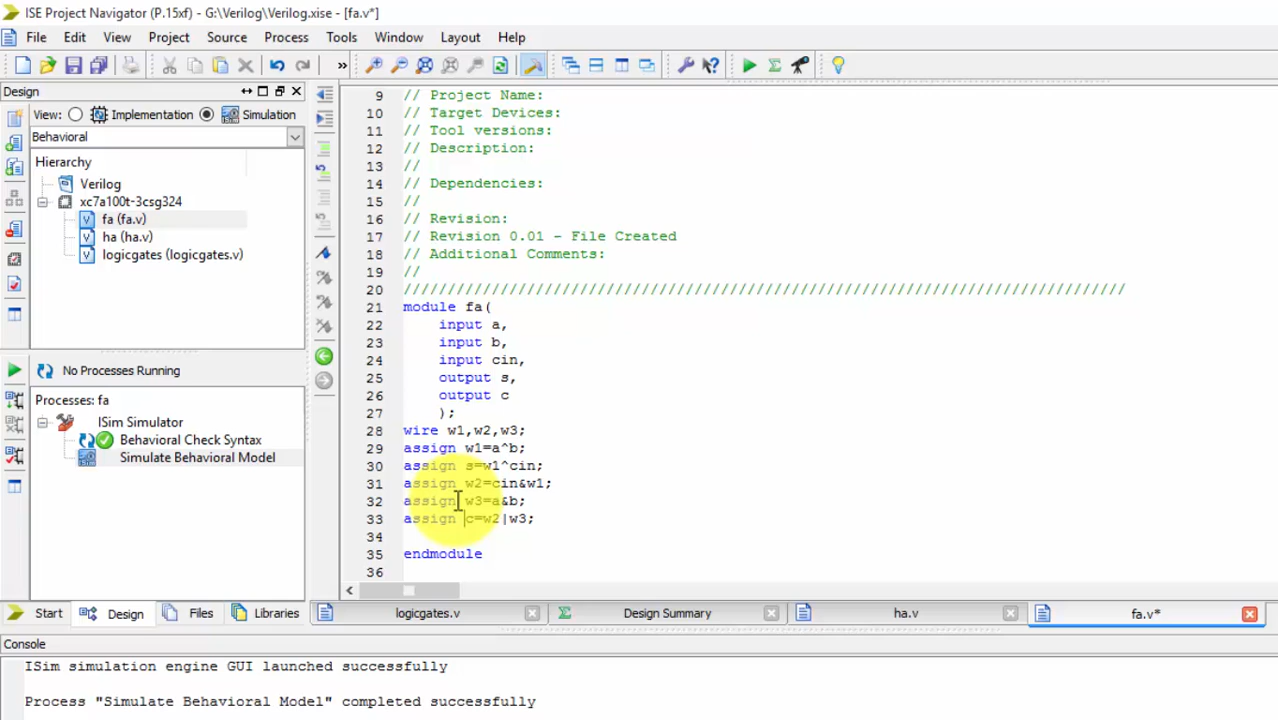 ISE Project Navigator (P.15xf) - G:\Verilog\Verilog.xise - [fa.v*]
File Edit View Project Source Process Tools Window Layout Help
»
Design
View: Implementation Simulation
Behavioral
Hierarchy
Verilog
xc7a100t-3csg324
fa (fa.v)
ha (ha.v)
logicgates (logicgates.v)
No Processes Running
Processes: fa
ISim Simulator
Behavioral Check Syntax
Simulate Behavioral Model
9 // Project Name:
10 // Target Devices:
11 // Tool versions:
12 // Description:
13 //
14 // Dependencies:
15 //
16 // Revision:
17 // Revision 0.01 - File Created
18 // Additional Comments:
19 //
20 //////////////////////////////////////////////////////////////////////////////////
21 module fa(
22 input a,
23 input b,
24 input cin,
25 output s,
26 output c
27 );
28 wire w1,w2,w3;
29 assign w1=a^b;
30 assign s=w1^cin;
31 assign w2=cin&w1;
32 assign w3=a&b;
33 assign c=w2|w3;
34
35 endmodule
36
Start Design Files Libraries
logicgates.v Design Summary ha.v fa.v*
Console
ISim simulation engine GUI launched successfully
Process "Simulate Behavioral Model" completed successfully